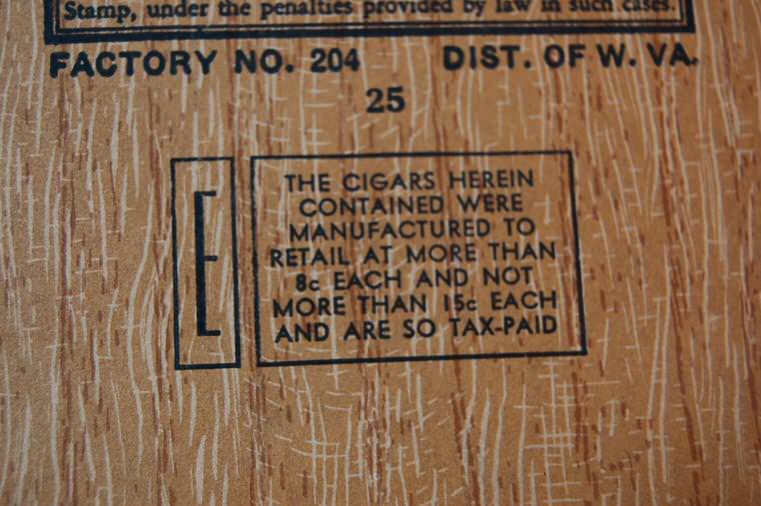 Stamp, under the penalties provided by law in such cases.
FACTORY NO. 204 DIST. OF W. VA.
25
E
THE CIGARS HEREIN
CONTAINED WERE
MANUFACTURED TO
RETAIL AT MORE THAN
8c EACH AND NOT
MORE THAN 15c EACH
AND ARE SO TAX-PAID